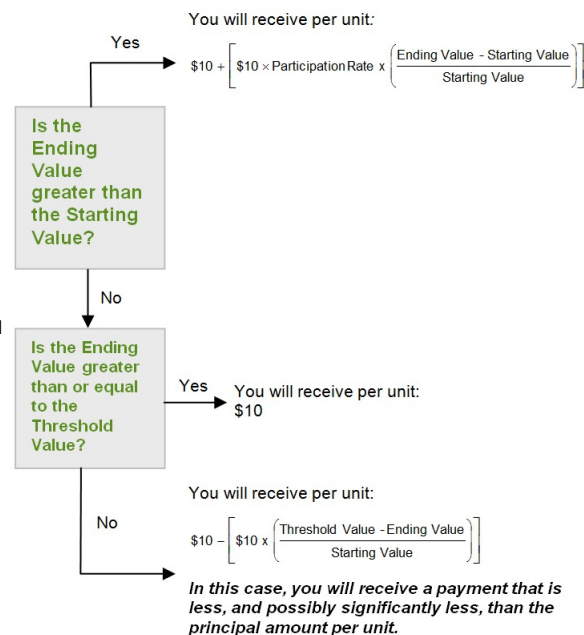 You will receive per unit:
Yes
$10 + [ $10 × Participation Rate x ( Ending Value - Starting Value / Starting Value ) ]
Is the
Ending
Value
greater than
the Starting
Value?
No
Is the Ending
Value greater
than or equal
to the
Threshold
Value?
Yes
You will receive per unit:
$10
You will receive per unit:
No
$10 – [ $10 x ( Threshold Value - Ending Value / Starting Value ) ]
In this case, you will receive a payment that is
less, and possibly significantly less, than the
principal amount per unit.